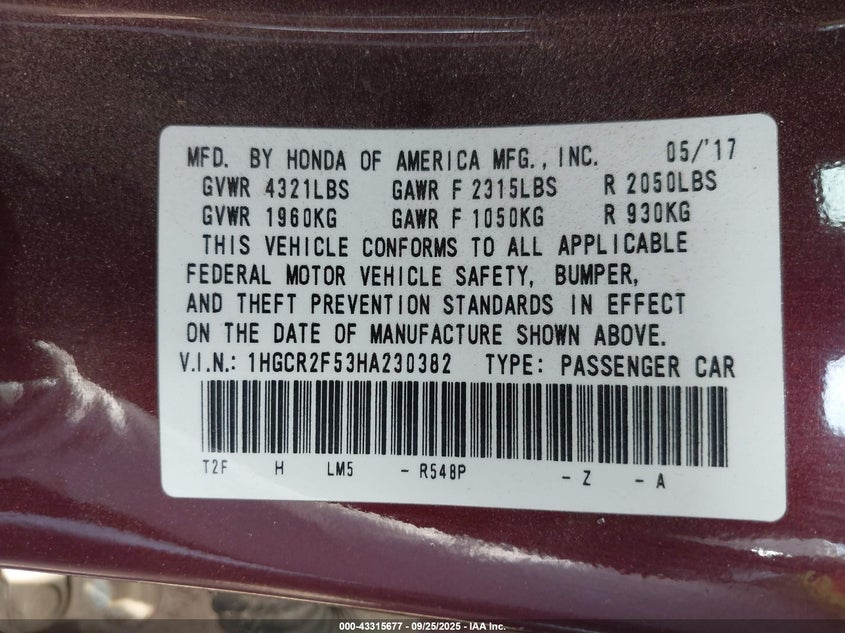 MFD. BY HONDA OF AMERICA MFG., INC. 05/'17
GVWR 4321LBS GAWR F 2315LBS R 2050LBS
GVWR 1960KG GAWR F 1050KG R 930KG
THIS VEHICLE CONFORMS TO ALL APPLICABLE
FEDERAL MOTOR VEHICLE SAFETY, BUMPER,
AND THEFT PREVENTION STANDARDS IN EFFECT
ON THE DATE OF MANUFACTURE SHOWN ABOVE.
V.I.N.: 1HGCR2F53HA230382 TYPE: PASSENGER CAR
T2F H LM5 - R548P - Z - A
000-43315677 - 09/25/2025 - IAA Inc.